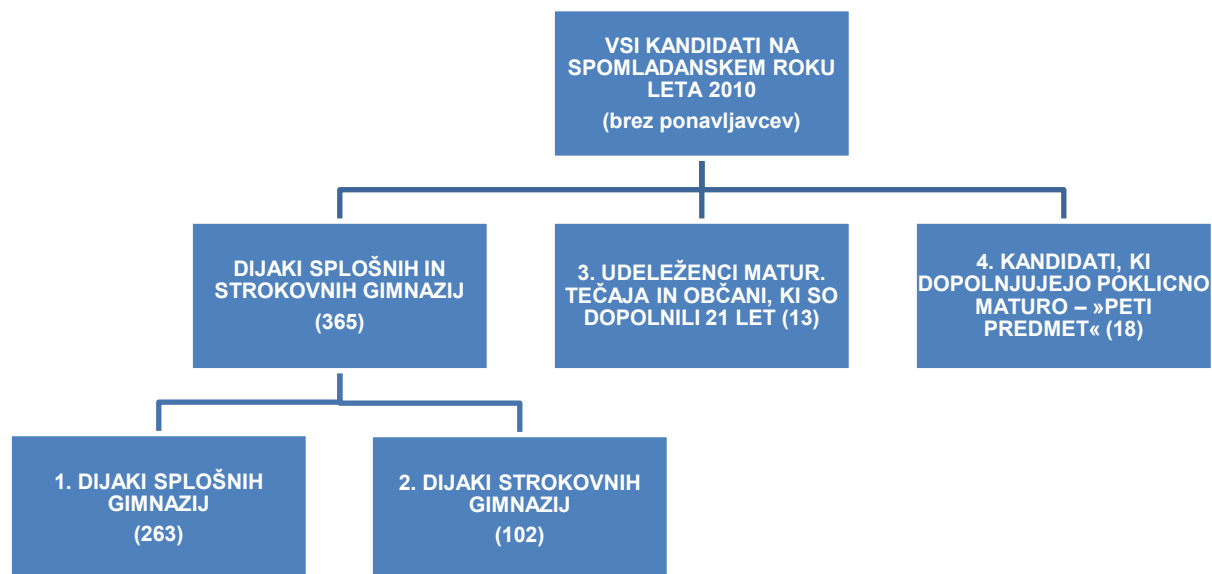 VSI KANDIDATI NA
SPOMLADANSKEM ROKU
LETA 2010
(brez ponavljavcev)
DIJAKI SPLOŠNIH IN
STROKOVNIH GIMNAZIJ
(365)
3. UDELEŽENCI MATUR.
TEČAJA IN OBČANI, KI SO
DOPOLNILI 21 LET (13)
4. KANDIDATI, KI
DOPOLNJUJEJO POKLICNO
MATURO – »PETI
PREDMET« (18)
1. DIJAKI SPLOŠNIH
GIMNAZIJ
(263)
2. DIJAKI STROKOVNIH
GIMNAZIJ
(102)